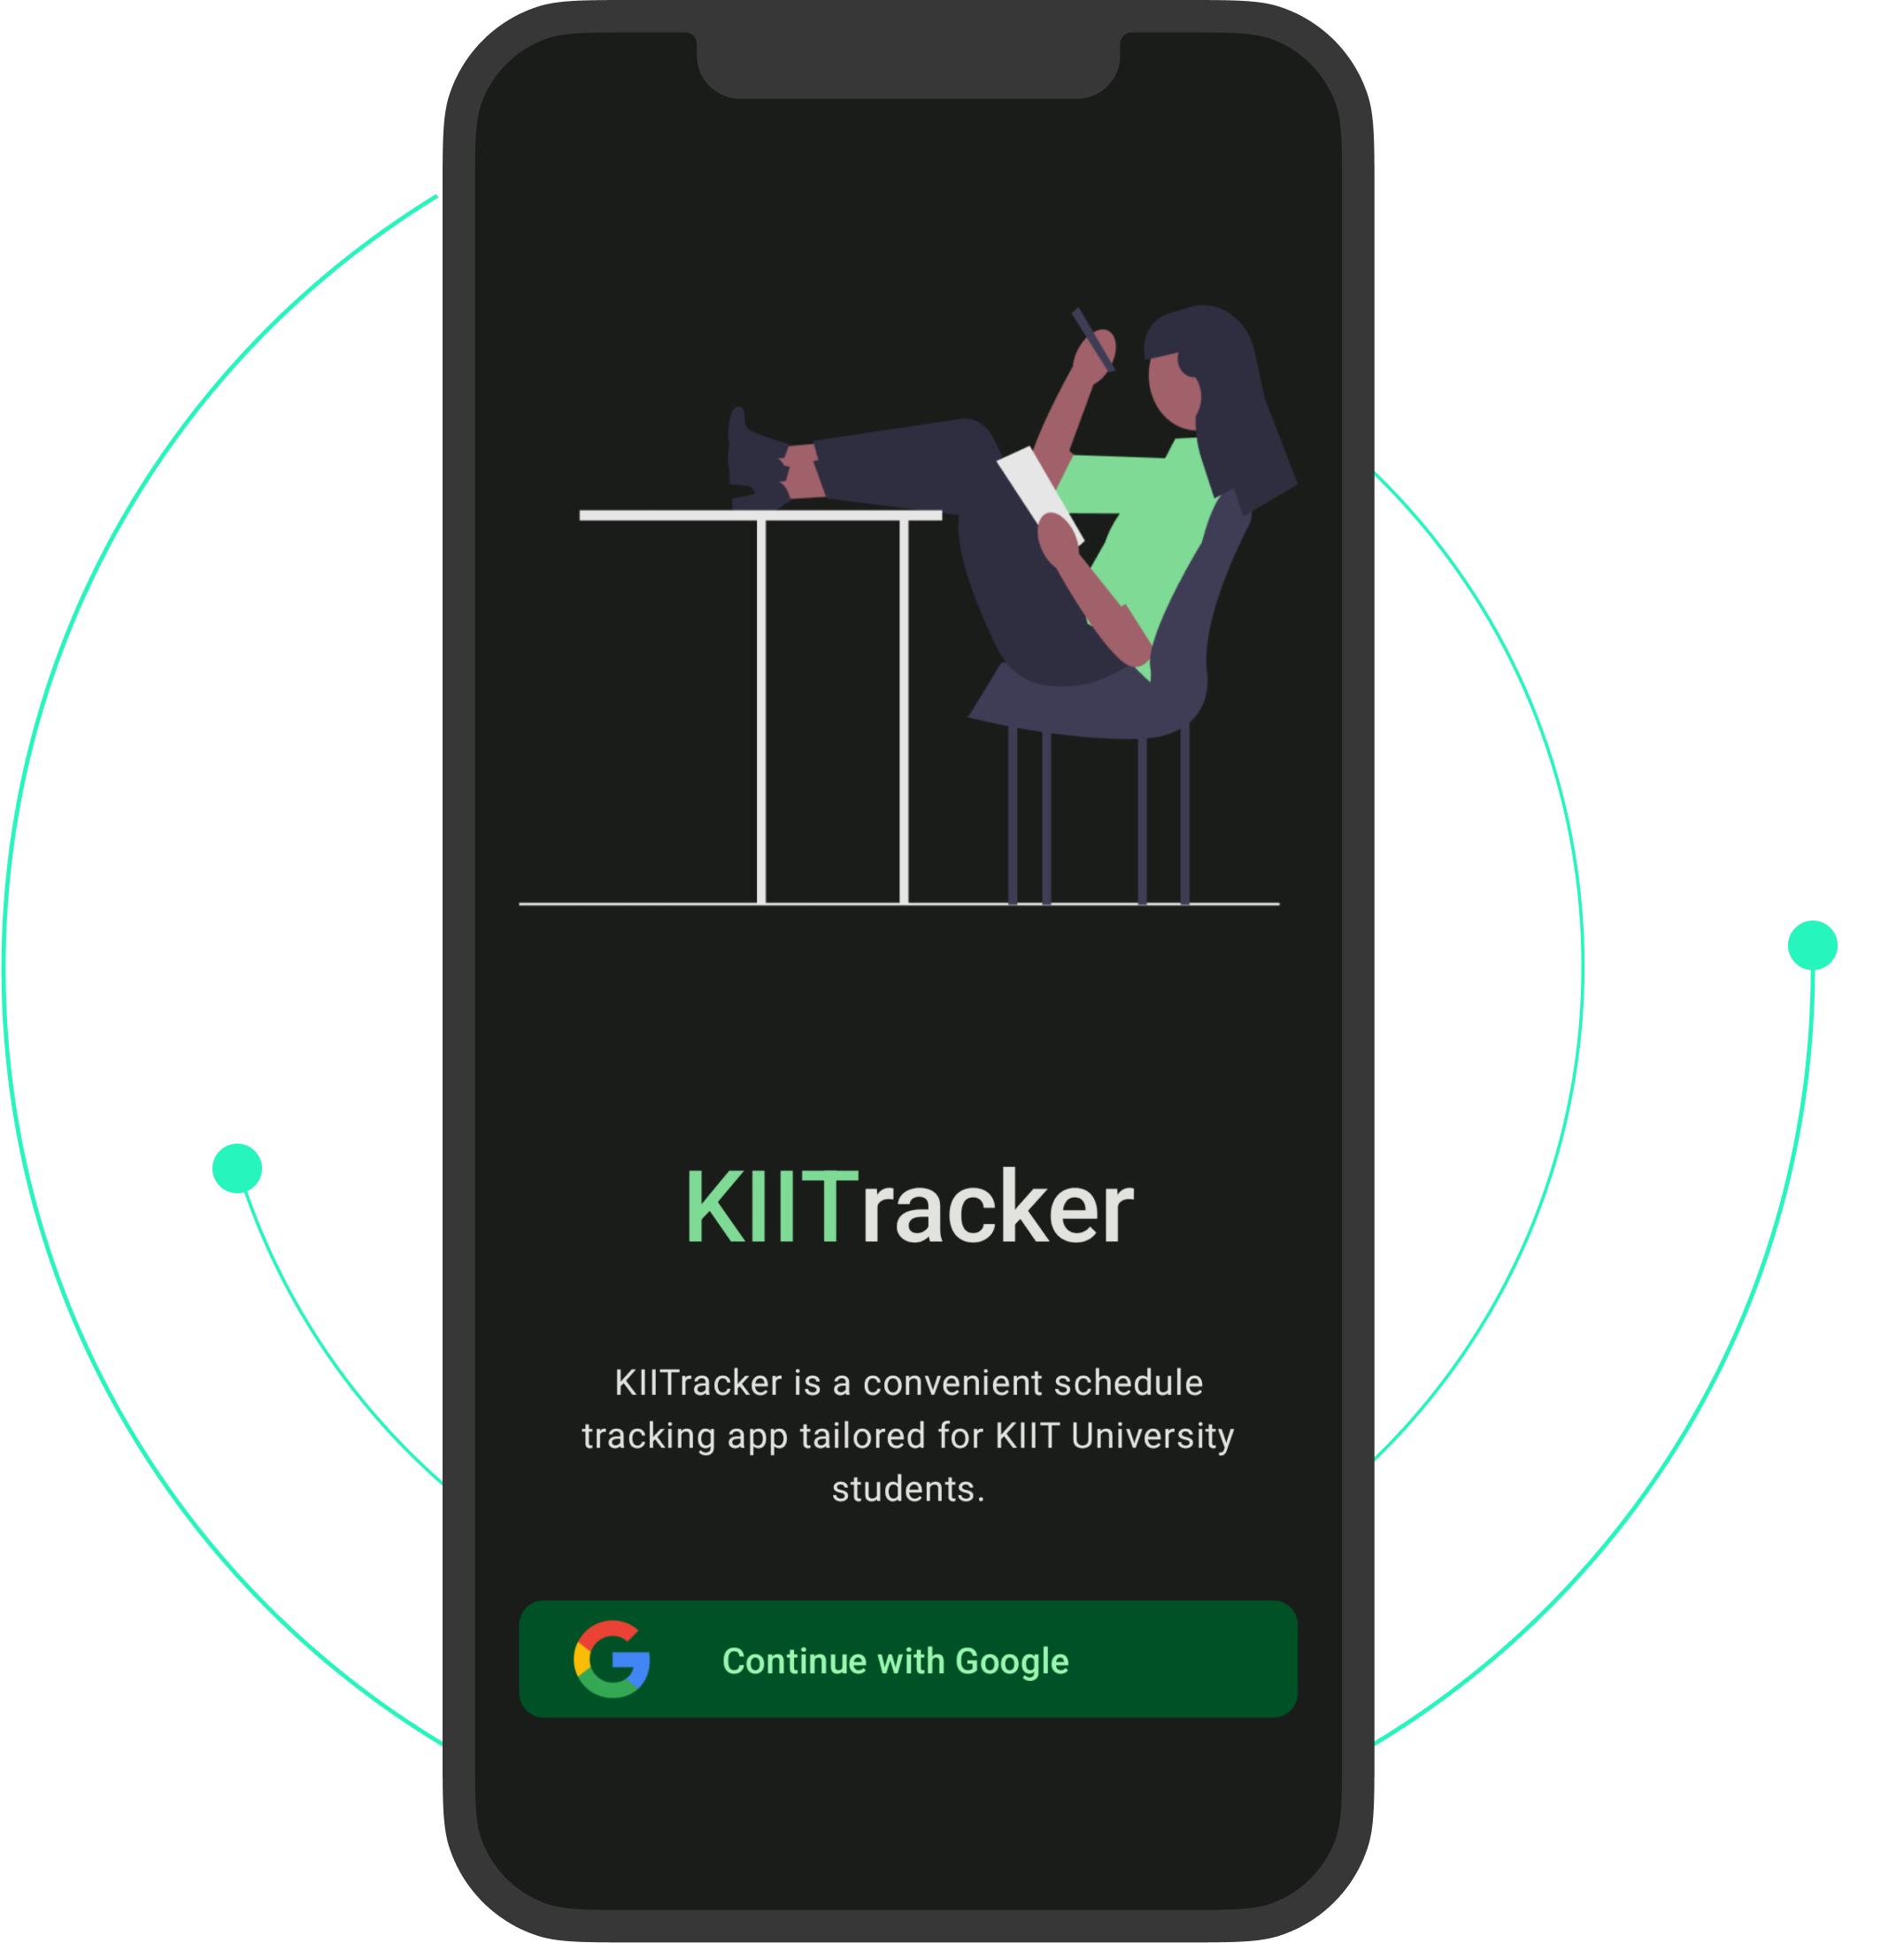 KIITracker
KIITracker is a convenient schedule
tracking app tailored for KIIT University
students.
Continue with Google